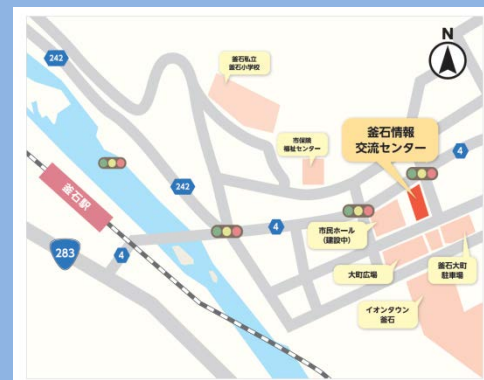 242
釜石私立
釜石小学校
N
市保険
福祉センター
釜石情報
交流センター
4
釜石駅
242
4
市民ホール
(建設中)
283
4
大町広場
釜石大町
駐車場
イオンタウン
釜石